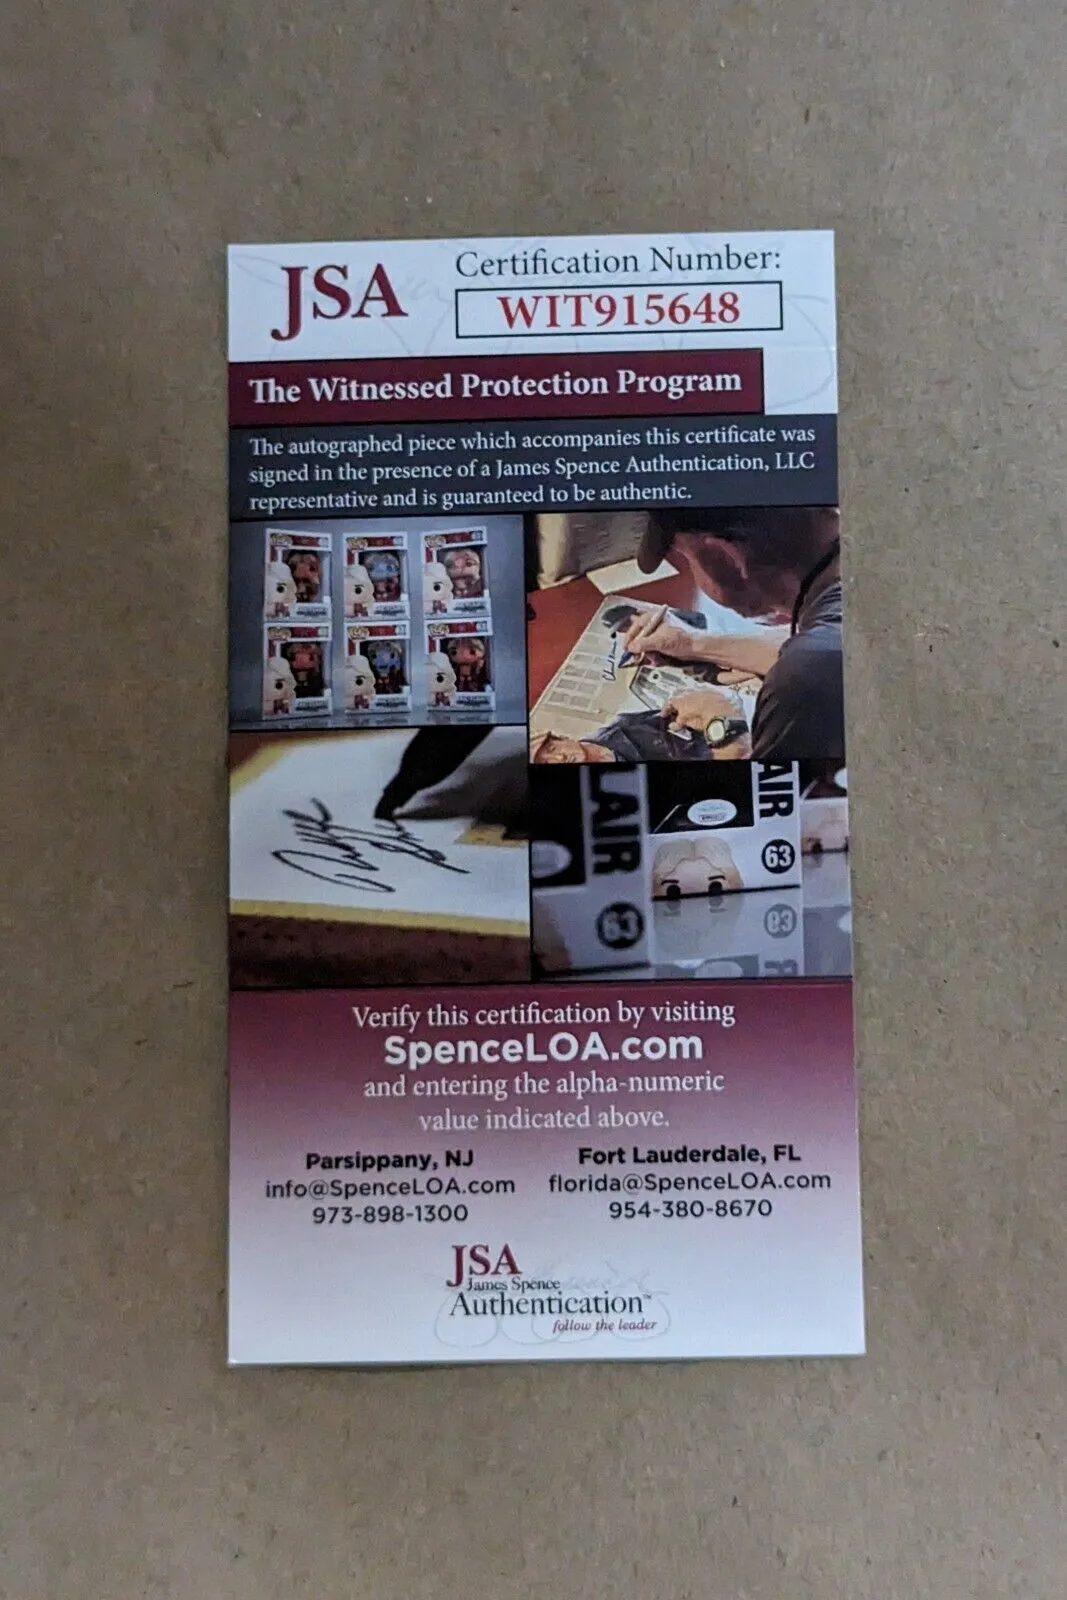 JSA
Certification Number:
WIT915648
The Witnessed Protection Program
The autographed piece which accompanies this certificate was
signed in the presence of a James Spence Authentication, LLC
representative and is guaranteed to be authentic.
LAIR
63
AIR
63
63
Verify this certification by visiting
SpenceLOA.com
and entering the alpha-numeric
value indicated above.
Parsippany, NJ
info@SpenceLOA.com
973-898-1300
Fort Lauderdale, FL
florida@SpenceLOA.com
954-380-8670
JSA
James Spence
Authentication™
follow the leader